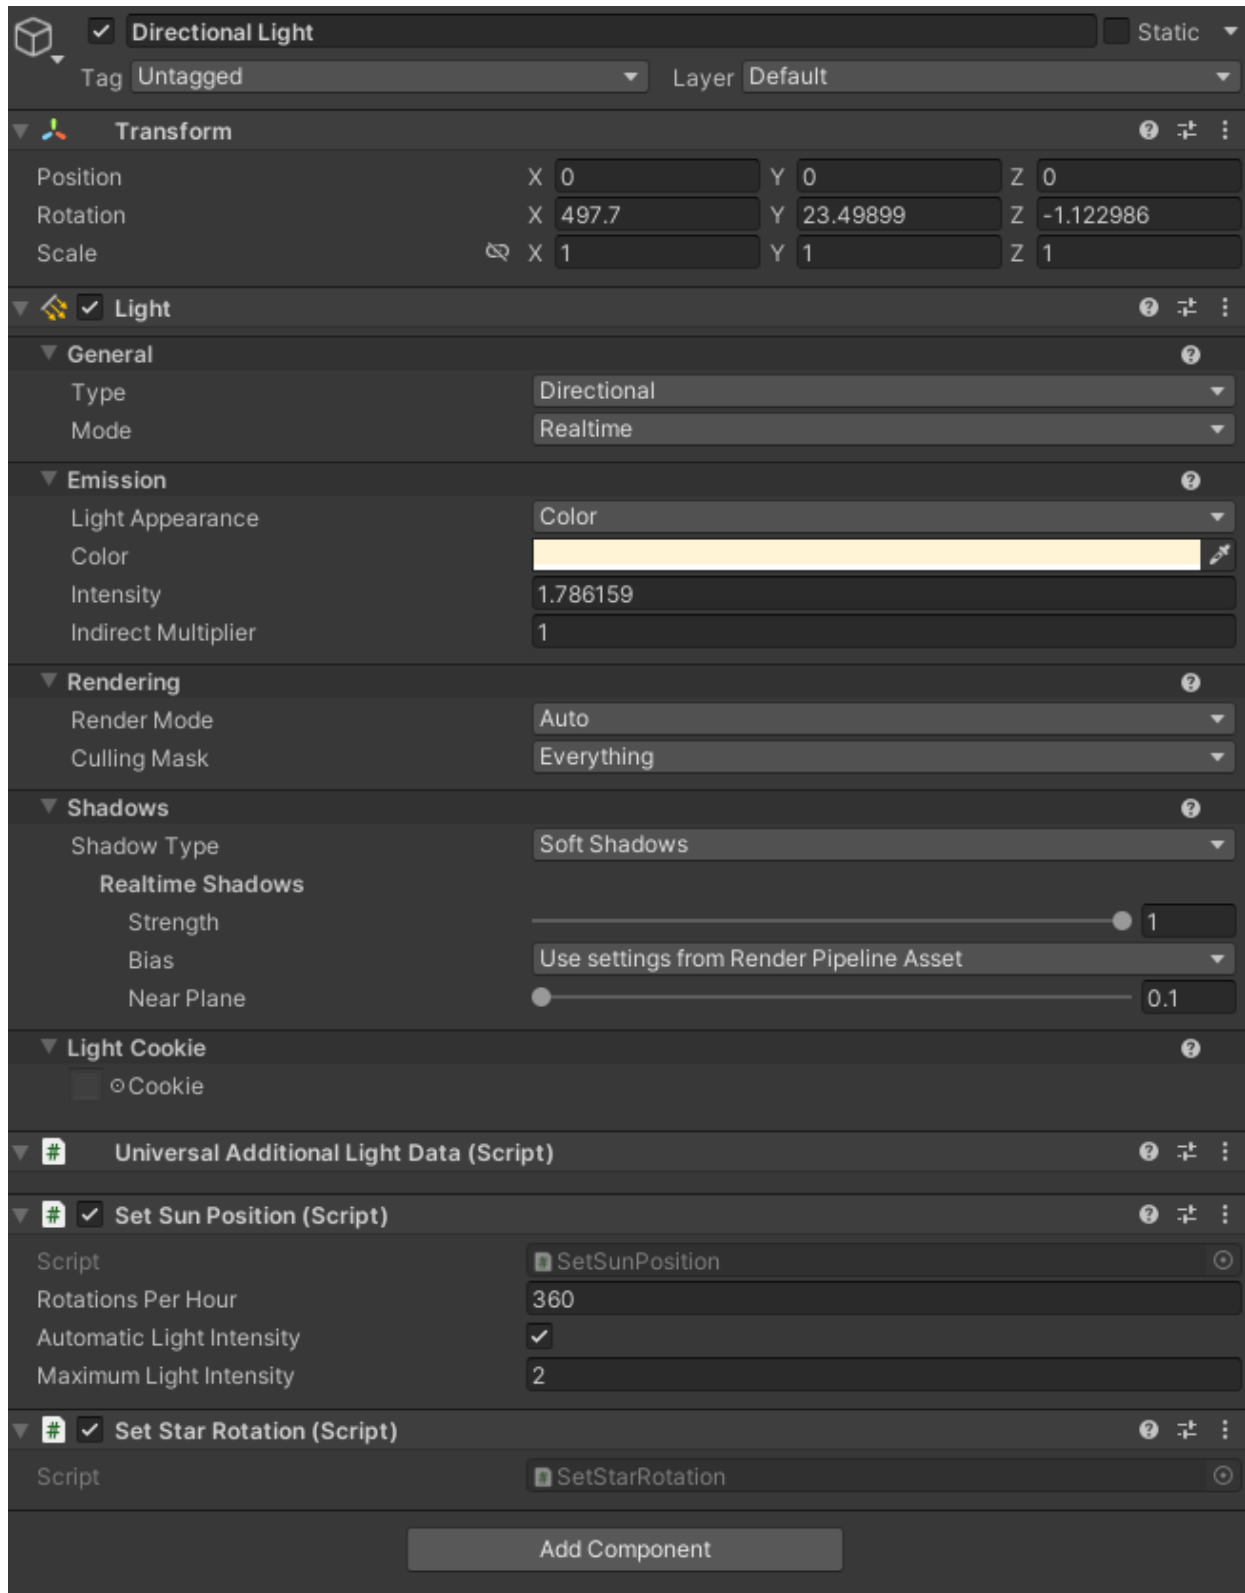 Directional Light Static
Tag Untagged Layer Default
Transform
Position X 0 Y 0 Z 0
Rotation X 497.7 Y 23.49899 Z -1.122986
Scale X 1 Y 1 Z 1
Light
General
Type Directional
Mode Realtime
Emission
Light Appearance Color
Color
Intensity 1.786159
Indirect Multiplier 1
Rendering
Render Mode Auto
Culling Mask Everything
Shadows
Shadow Type Soft Shadows
Realtime Shadows
Strength 1
Bias Use settings from Render Pipeline Asset
Near Plane 0.1
Light Cookie
Cookie
# Universal Additional Light Data (Script)
# Set Sun Position (Script)
Script # SetSunPosition
Rotations Per Hour 360
Automatic Light Intensity
Maximum Light Intensity 2
# Set Star Rotation (Script)
Script # SetStarRotation
Add Component